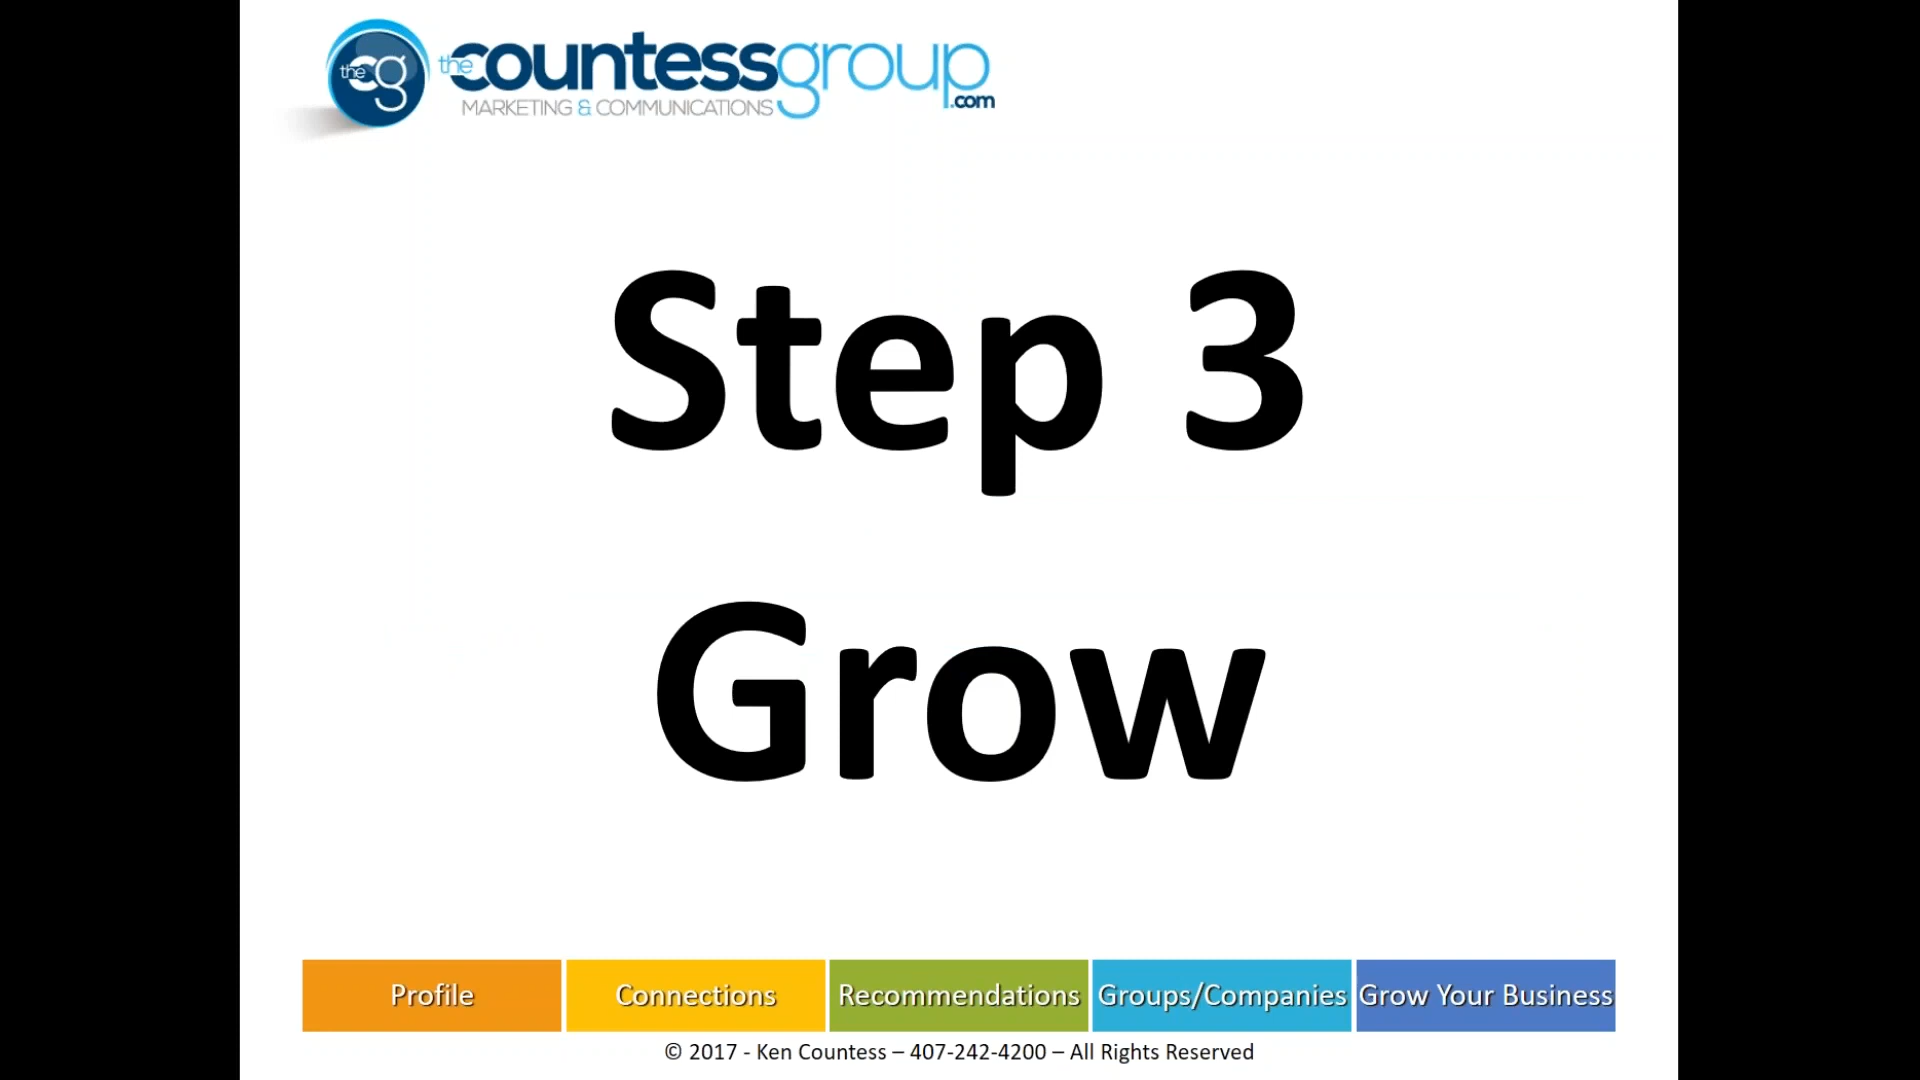 the cg the countessgroup.com
MARKETING & COMMUNICATIONS
Step 3
Grow
Profile Connections Recommendations Groups/Companies Grow Your Business
© 2017 - Ken Countess – 407-242-4200 – All Rights Reserved